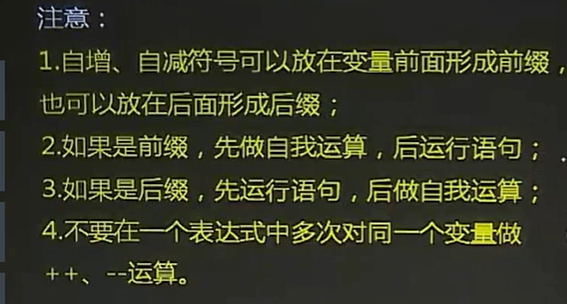 注意：
1.自增、自减符号可以放在变量前面形成前缀，
也可以放在后面形成后缀；
2.如果是前缀，先做自我运算，后运行语句；
3.如果是后缀，先运行语句，后做自我运算；
4.不要在一个表达式中多次对同一个变量做
++、--运算。